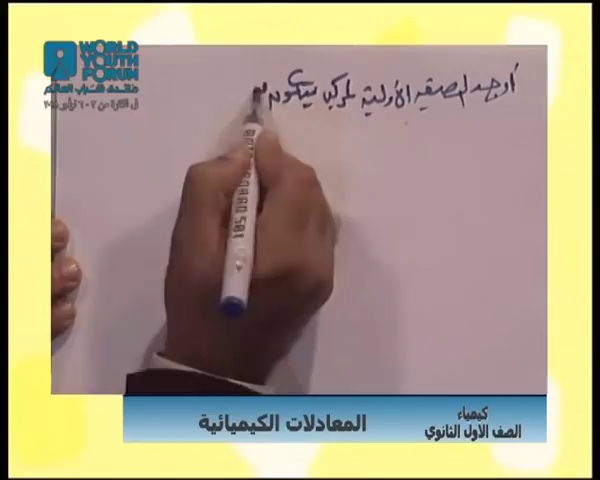 WORLD
YOUTH
FORUM
منتدى شباب العالم
أوجد الصيغة الأولية لمركب يتكون
كيمياء
الصف الأول الثانوي
المعادلات الكيميائية